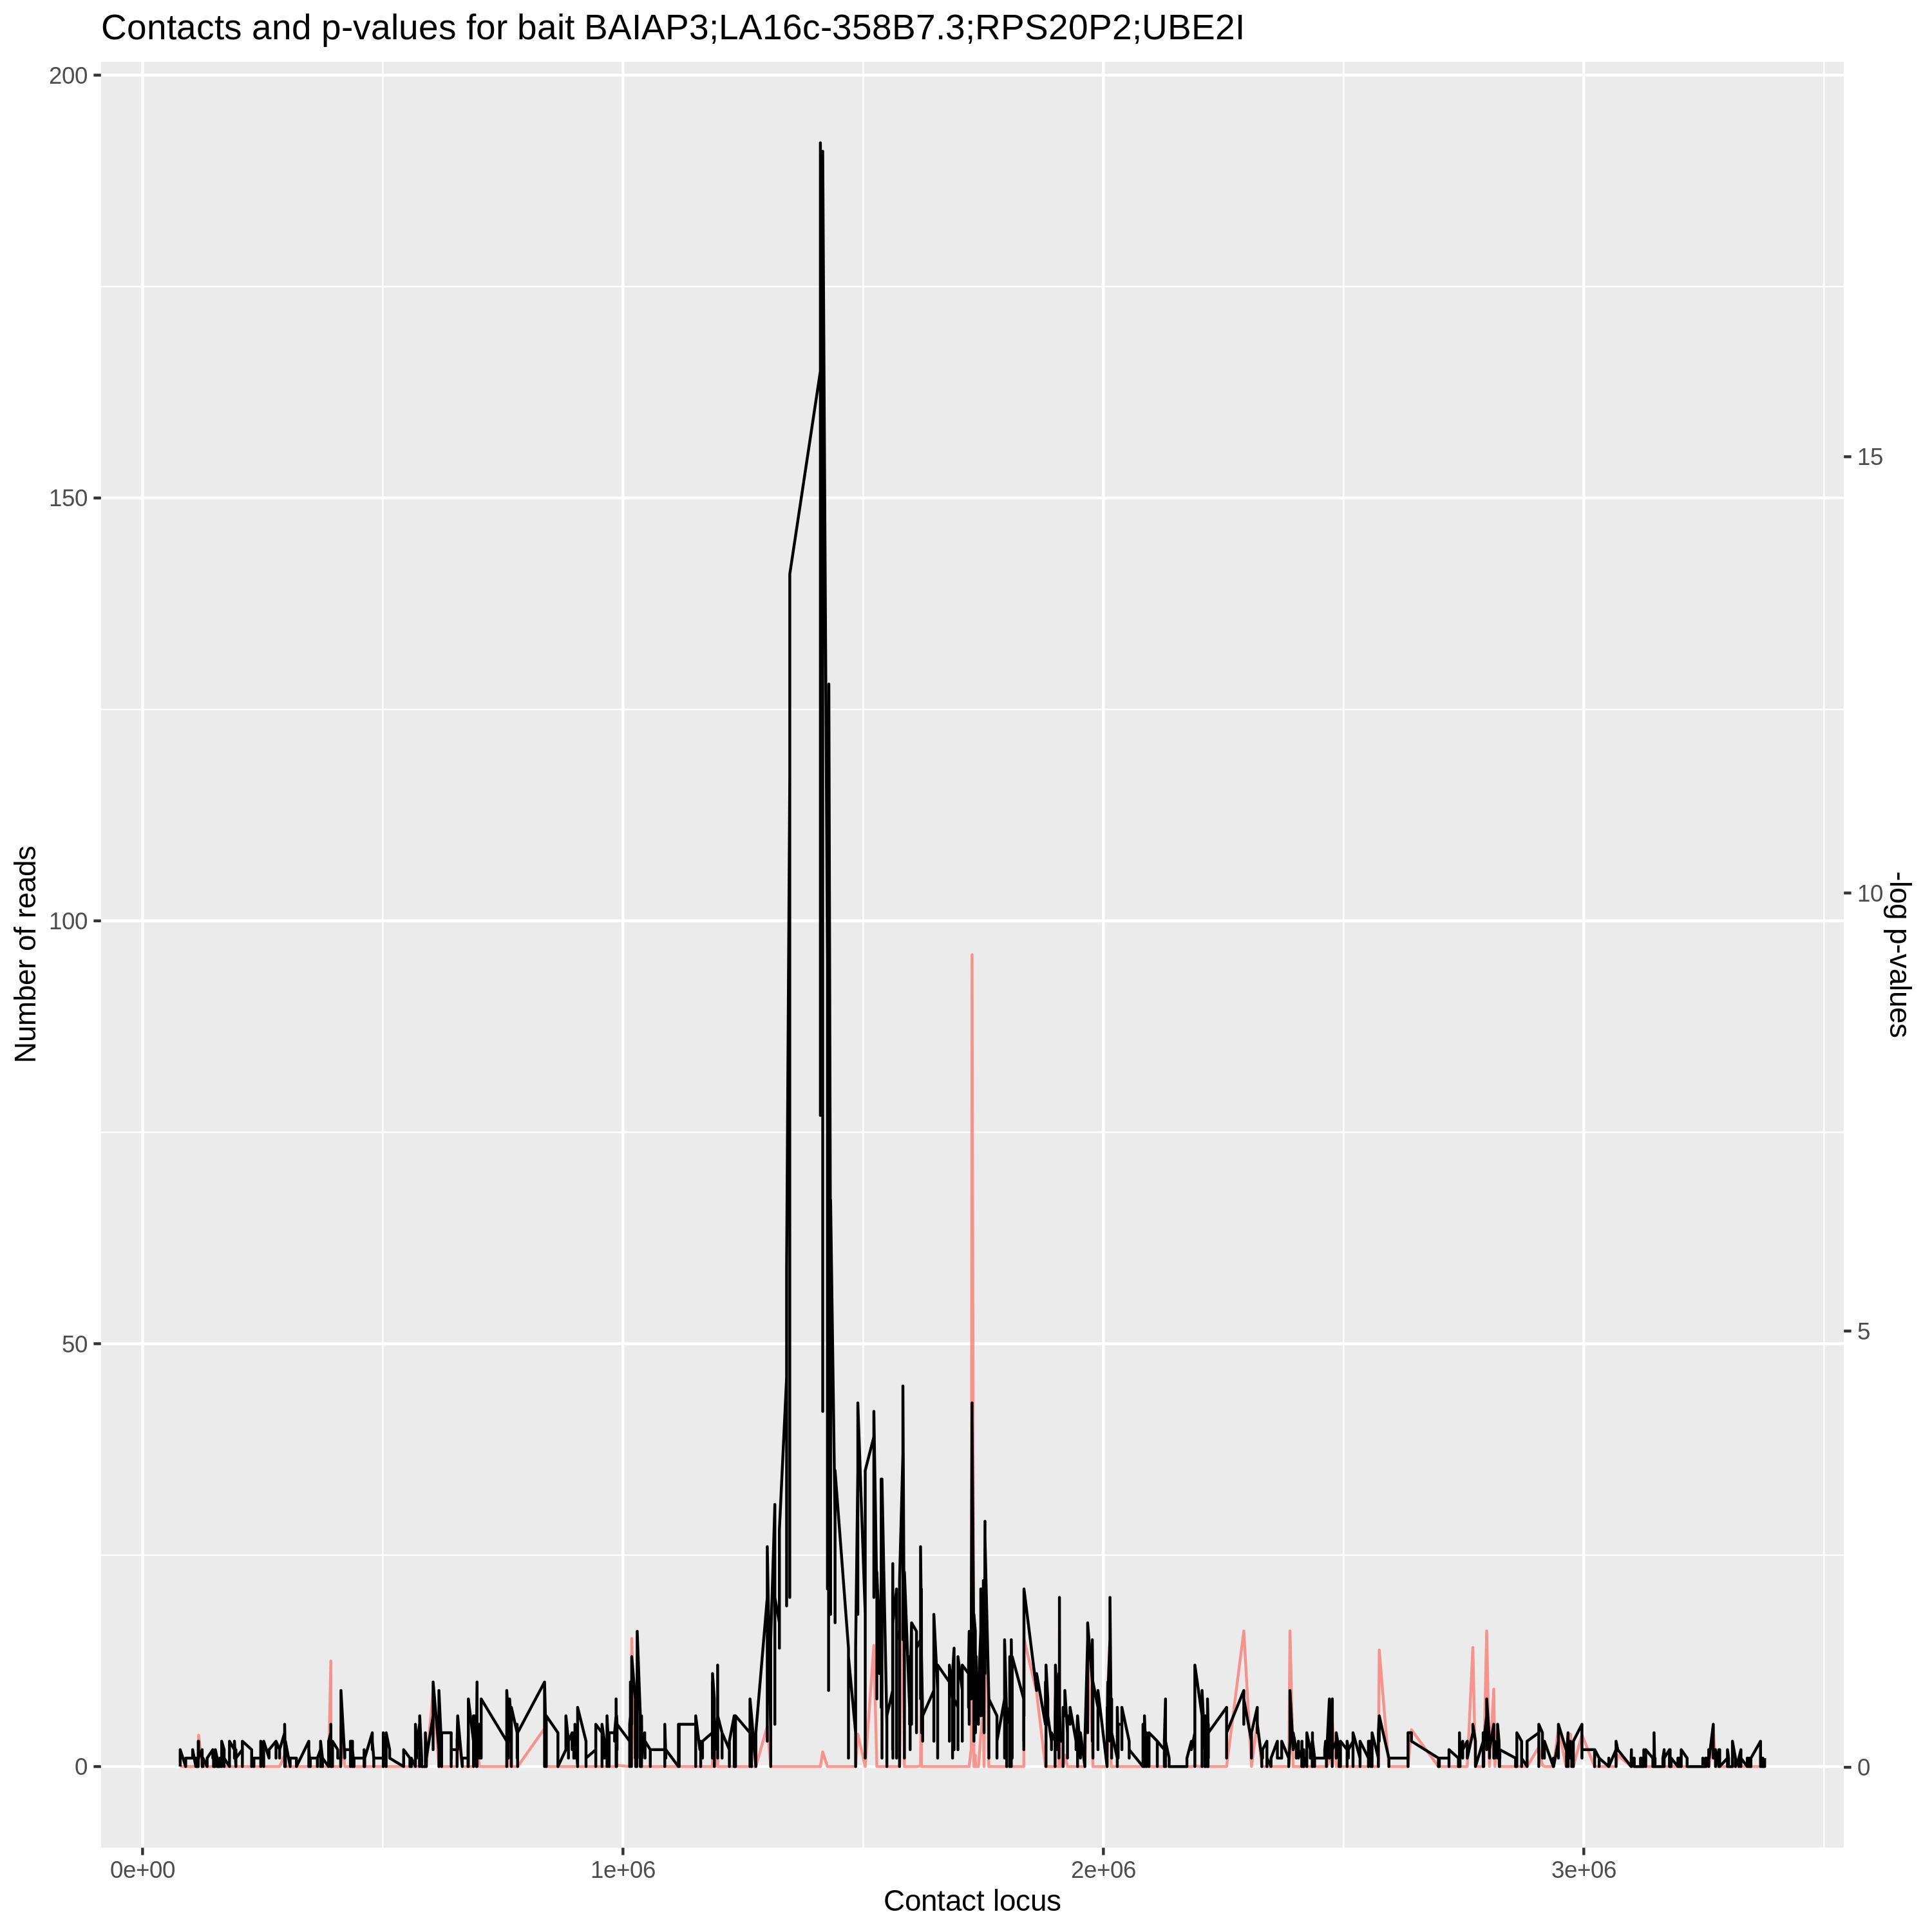 Contacts and p-values for bait BAIAP3;LA16c-358B7.3;RPS20P2;UBE2I
200
150
100
50
0
Number of reads
15
10
5
0
-log p-values
0e+00 1e+06 2e+06 3e+06
Contact locus